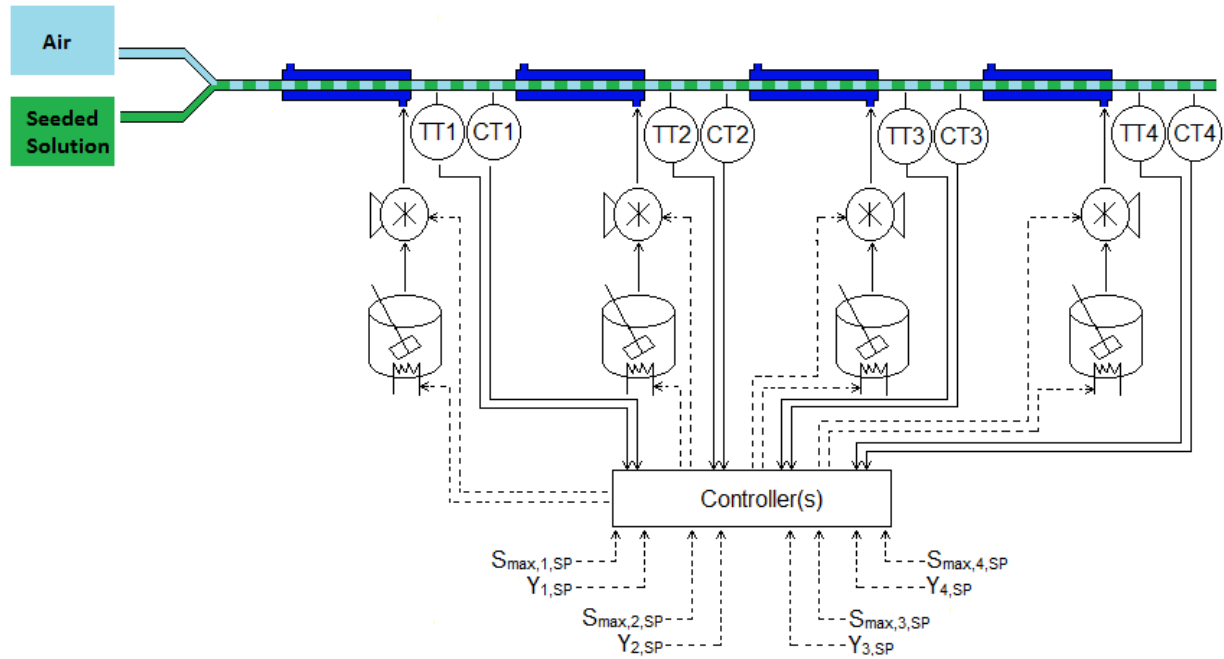 Air
Seeded
Solution
TT1 CT1 TT2 CT2 TT3 CT3 TT4 CT4
Controller(s)
Smax,1,SP
Smax,4,SP
Y1,SP
Y4,SP
Smax,2,SP
Smax,3,SP
Y2,SP
Y3,SP